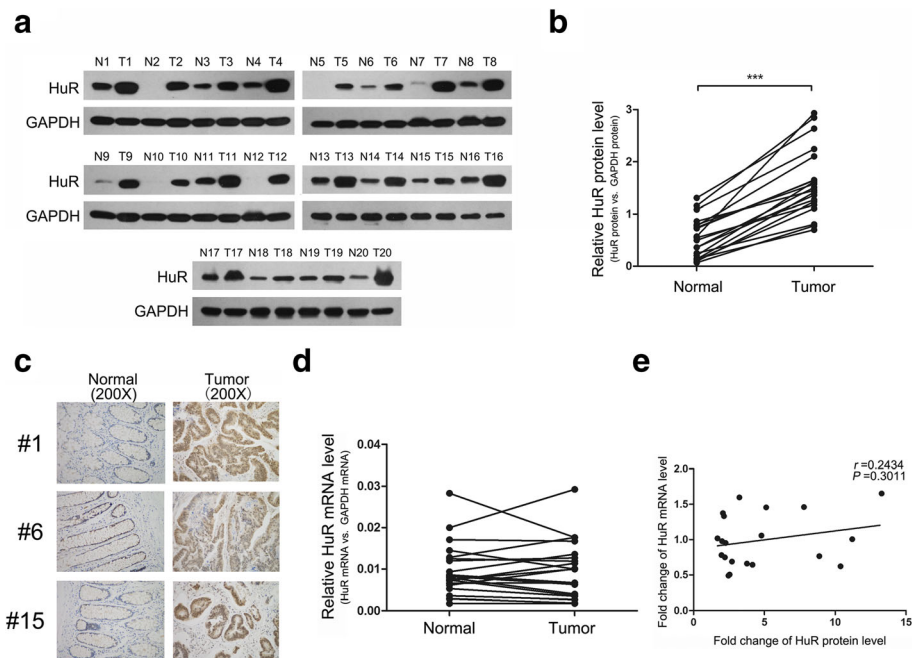 a
N1 T1 N2 T2 N3 T3 N4 T4
HuR
GAPDH
N5 T5 N6 T6 N7 T7 N8 T8
N9 T9 N10 T10 N11 T11 N12 T12
HuR
GAPDH
N13 T13 N14 T14 N15 T15 N16 T16
N17 T17 N18 T18 N19 T19 N20 T20
HuR
GAPDH
b
***
Relative HuR protein level
(HuR protein vs. GAPDH protein)
3
2
1
0
Normal Tumor
c
Normal
(200X)
Tumor
(200X)
#1
#6
#15
d
Relative HuR mRNA level
(HuR mRNA vs. GAPDH mRNA)
0.04
0.03
0.02
0.01
0.00
Normal Tumor
e
r=0.2434
P=0.3011
Fold change of HuR mRNA level
2.0
1.5
1.0
0.5
0.0
0 5 10 15
Fold change of HuR protein level